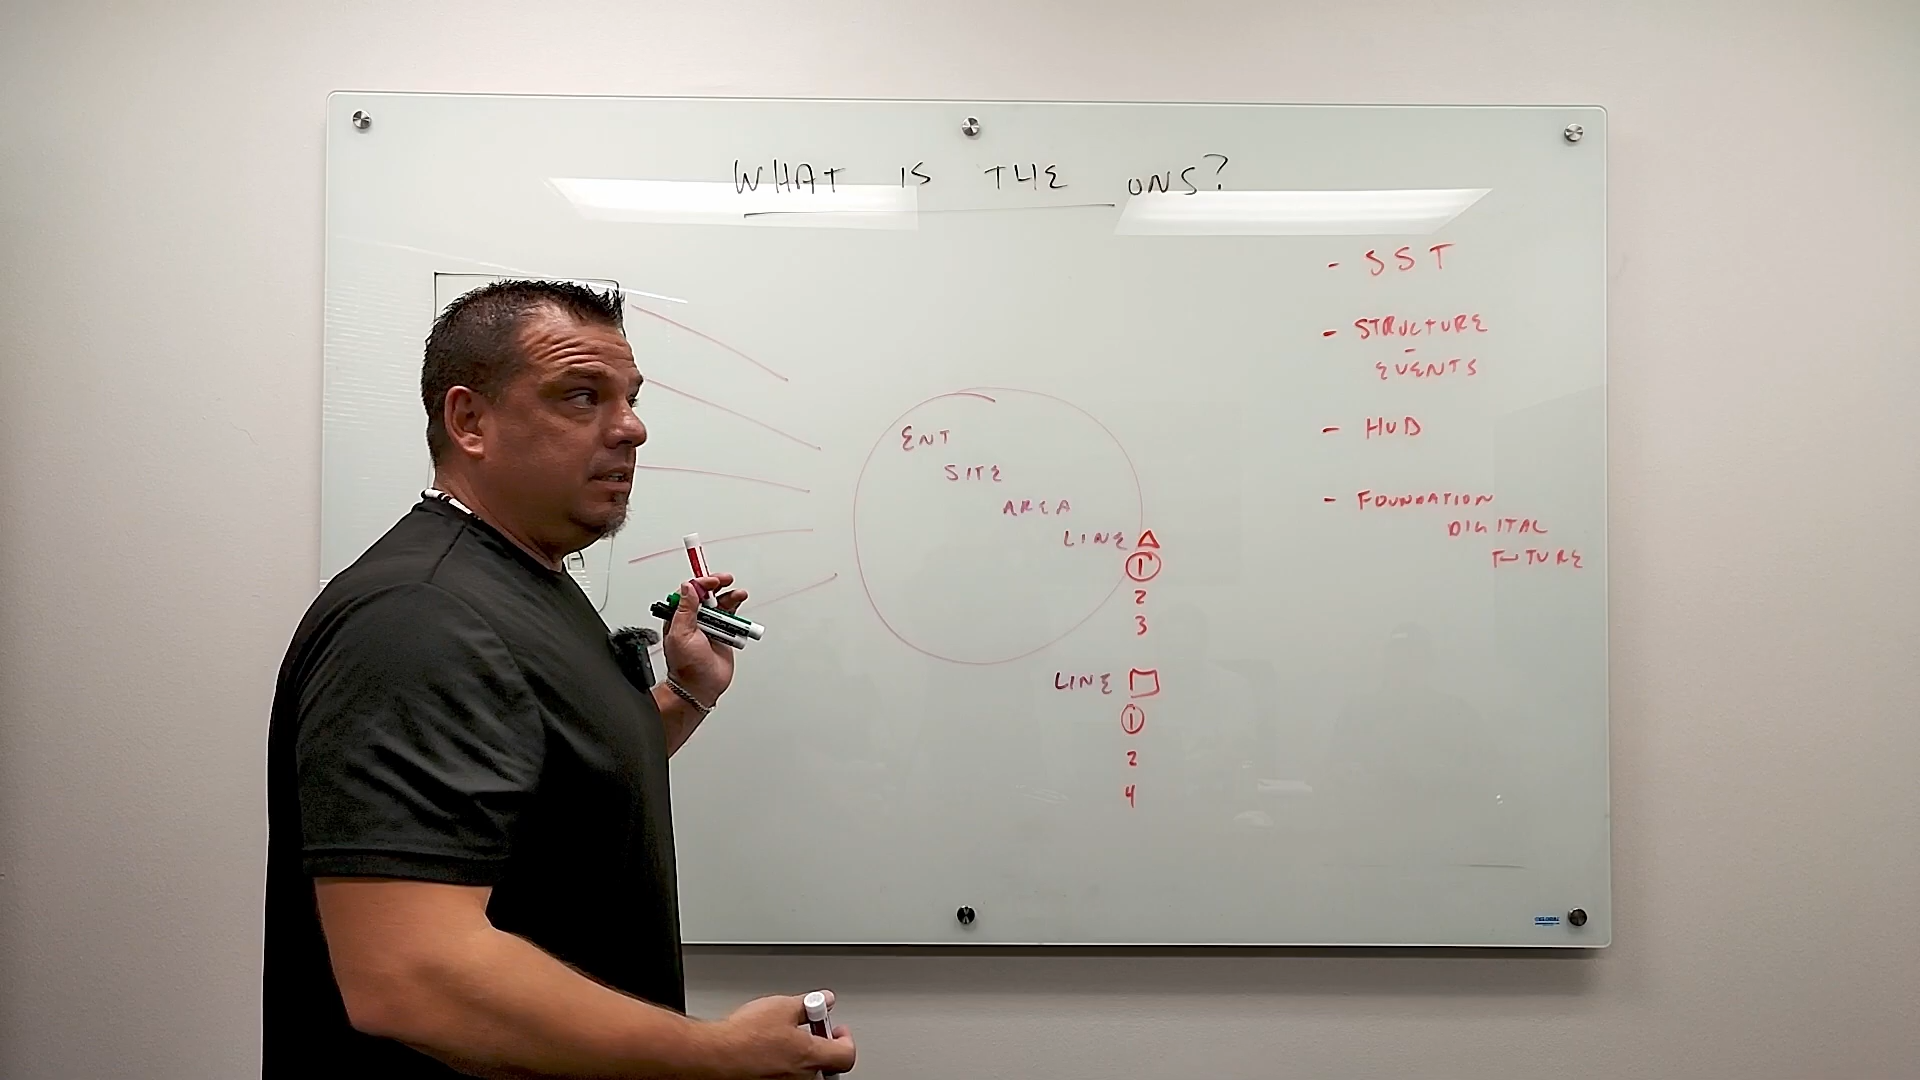 WHAT IS THE UNS?
- SST
- STRUCTURE
-
EVENTS
- HUD
- FOUNDATION
DIGITAL
FUTURE
ENT
SITE
AREA
LINE
1
2
3
LINE
1
2
4